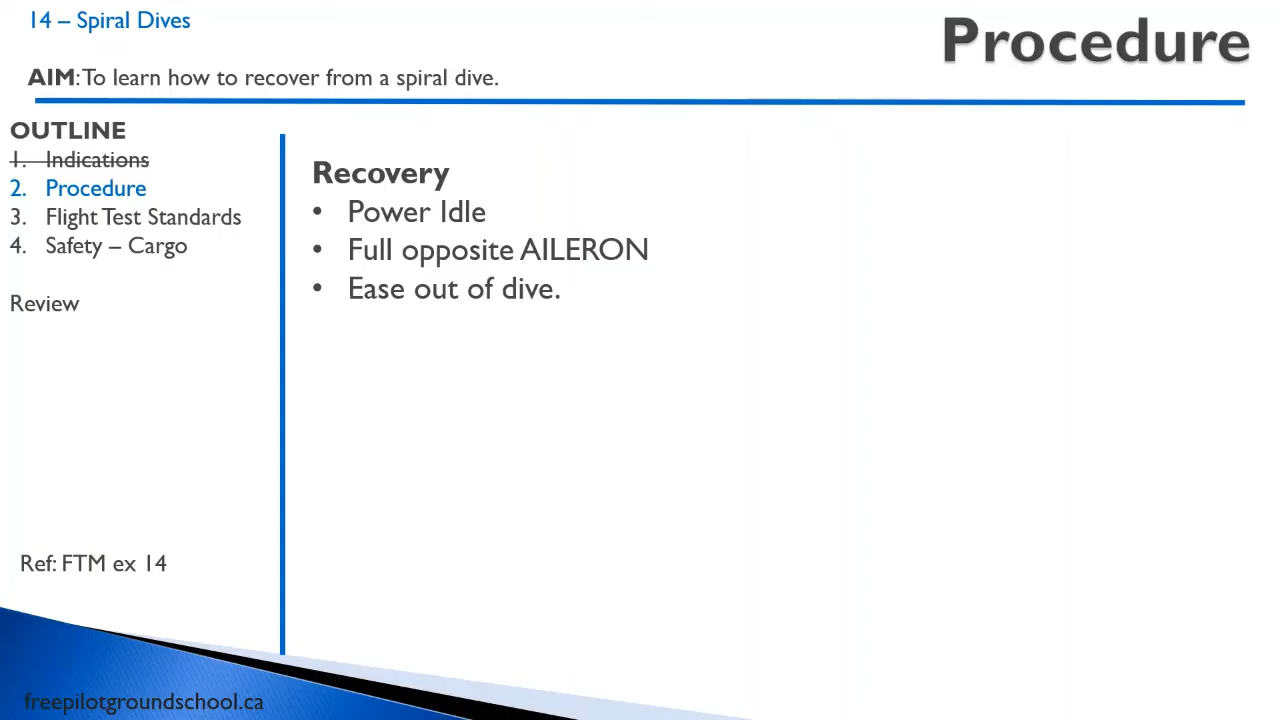 14 – Spiral Dives
Procedure
AIM: To learn how to recover from a spiral dive.
OUTLINE
1. Indications
2. Procedure
3. Flight Test Standards
4. Safety – Cargo
Review
Ref: FTM ex 14
Recovery
• Power Idle
• Full opposite AILERON
• Ease out of dive.
freepilotgroundschool.ca